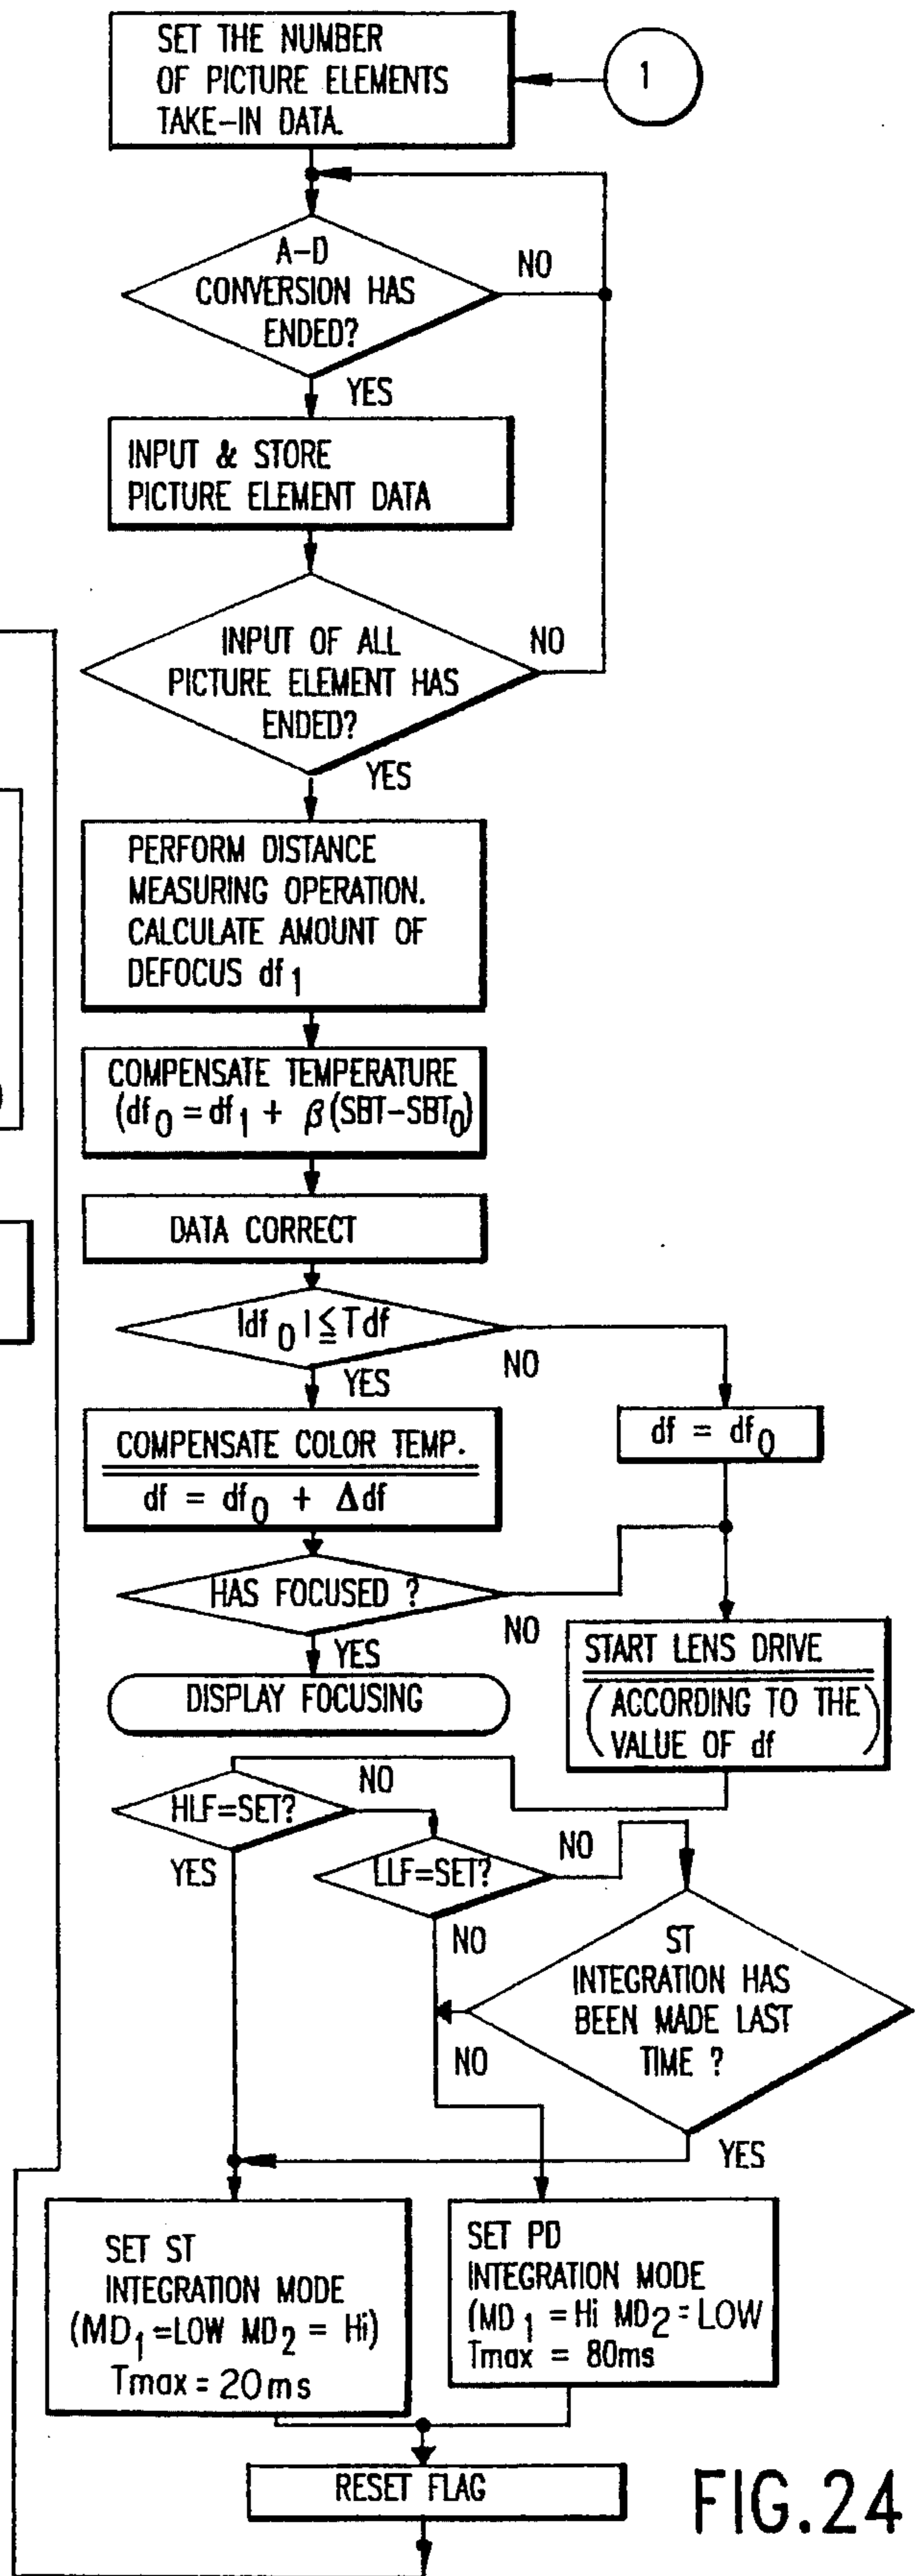 SET THE NUMBER
OF PICTURE ELEMENTS
TAKE-IN DATA.
1
A-D
CONVERSION HAS
ENDED?
NO
YES
INPUT & STORE
PICTURE ELEMENT DATA
INPUT OF ALL
PICTURE ELEMENT HAS
ENDED?
NO
YES
PERFORM DISTANCE
MEASURING OPERATION.
CALCULATE AMOUNT OF
DEFOCUS df1
)
COMPENSATE TEMPERATURE
(df0 = df1 + β(SBT-SBT0)
DATA CORRECT
|df0| ≦ Tdf
NO
YES
df = df0
COMPENSATE COLOR TEMP.
df = df0 + Δdf
HAS FOCUSED ?
NO
YES
START LENS DRIVE
(ACCORDING TO THE
VALUE OF df)
DISPLAY FOCUSING
HLF=SET?
NO
YES
LLF=SET?
NO
NO
ST
INTEGRATION HAS
BEEN MADE LAST
TIME ?
NO
YES
SET ST
INTEGRATION MODE
(MD1=LOW MD2 = Hi)
Tmax = 20ms
SET PD
INTEGRATION MODE
(MD1 = Hi MD2 = LOW
Tmax = 80ms
RESET FLAG
FIG.24